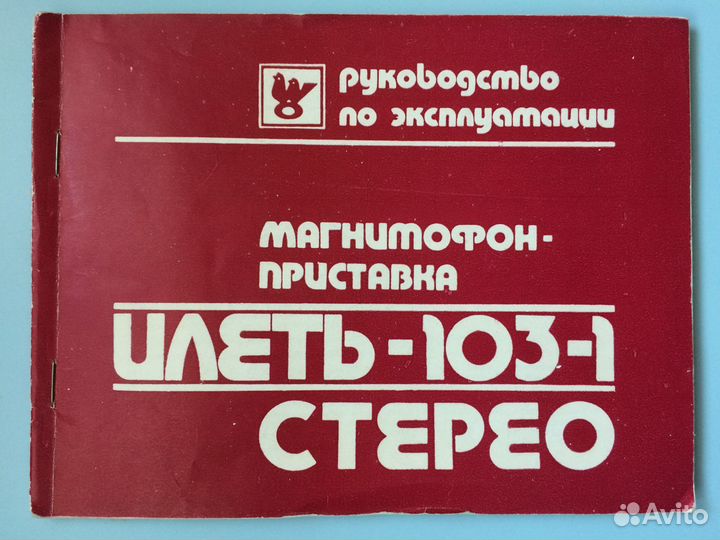 руководство
по эксплуатации
МАГНИТОФОН-
ПРИСТАВКА
ИЛЕТЬ-103-1
СТЕРЕО
Avito